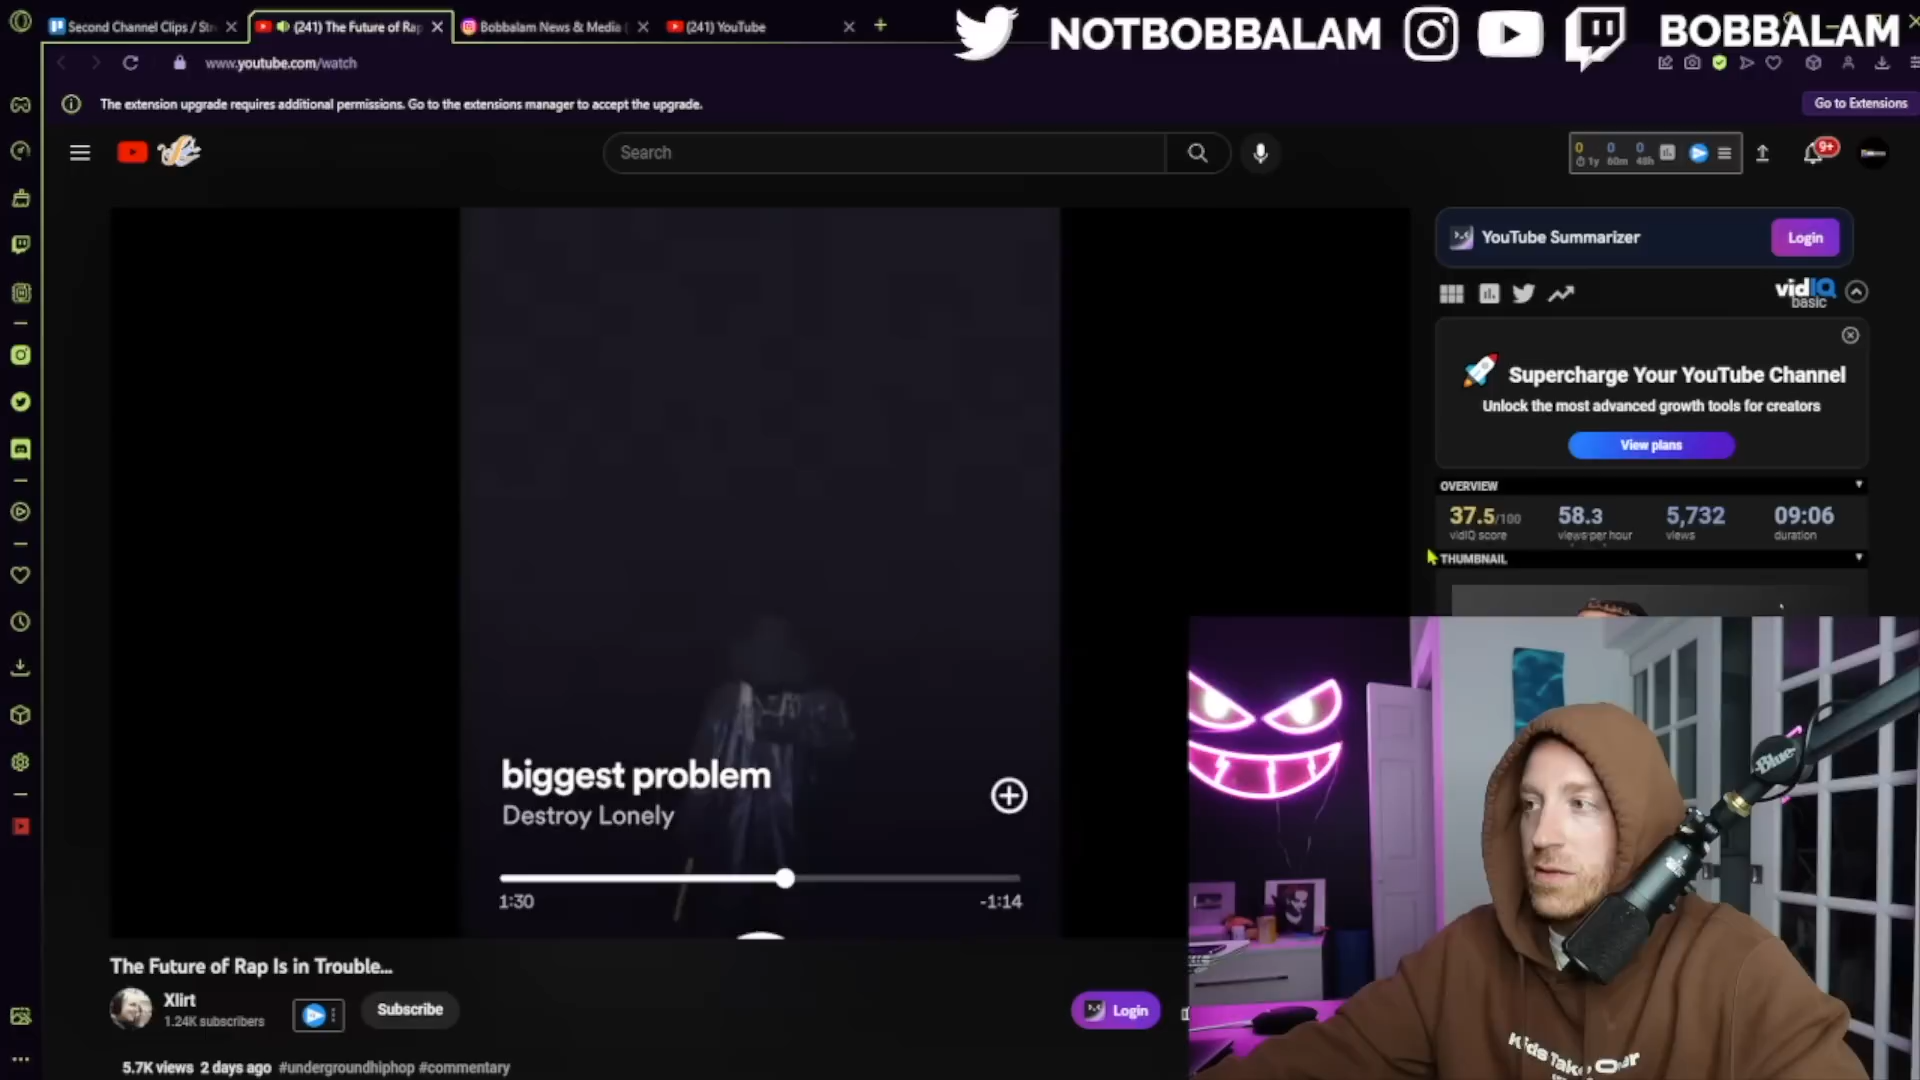 Second Channel Clips / Str
(241) The Future of Rap
Bobbalam News & Media
(241) YouTube
NOTBOBBALAM
BOBBALAM
www.youtube.com/watch
The extension upgrade requires additional permissions. Go to the extensions manager to accept the upgrade.
Go to Extensions
Search
0 0 0
1y 60m 48h
9+
YouTube Summarizer
Login
vidIQ
basic
Supercharge Your YouTube Channel
Unlock the most advanced growth tools for creators
View plans
OVERVIEW
37.5/100 58.3 5,732 09:06
vidIQ score views per hour views duration
THUMBNAIL
biggest problem
Destroy Lonely
1:30 -1:14
Blue
The Future of Rap Is in Trouble...
Xlirt
1.24K subscribers
Subscribe
Login
Kids Take Over
5.7K views 2 days ago #undergroundhiphop #commentary